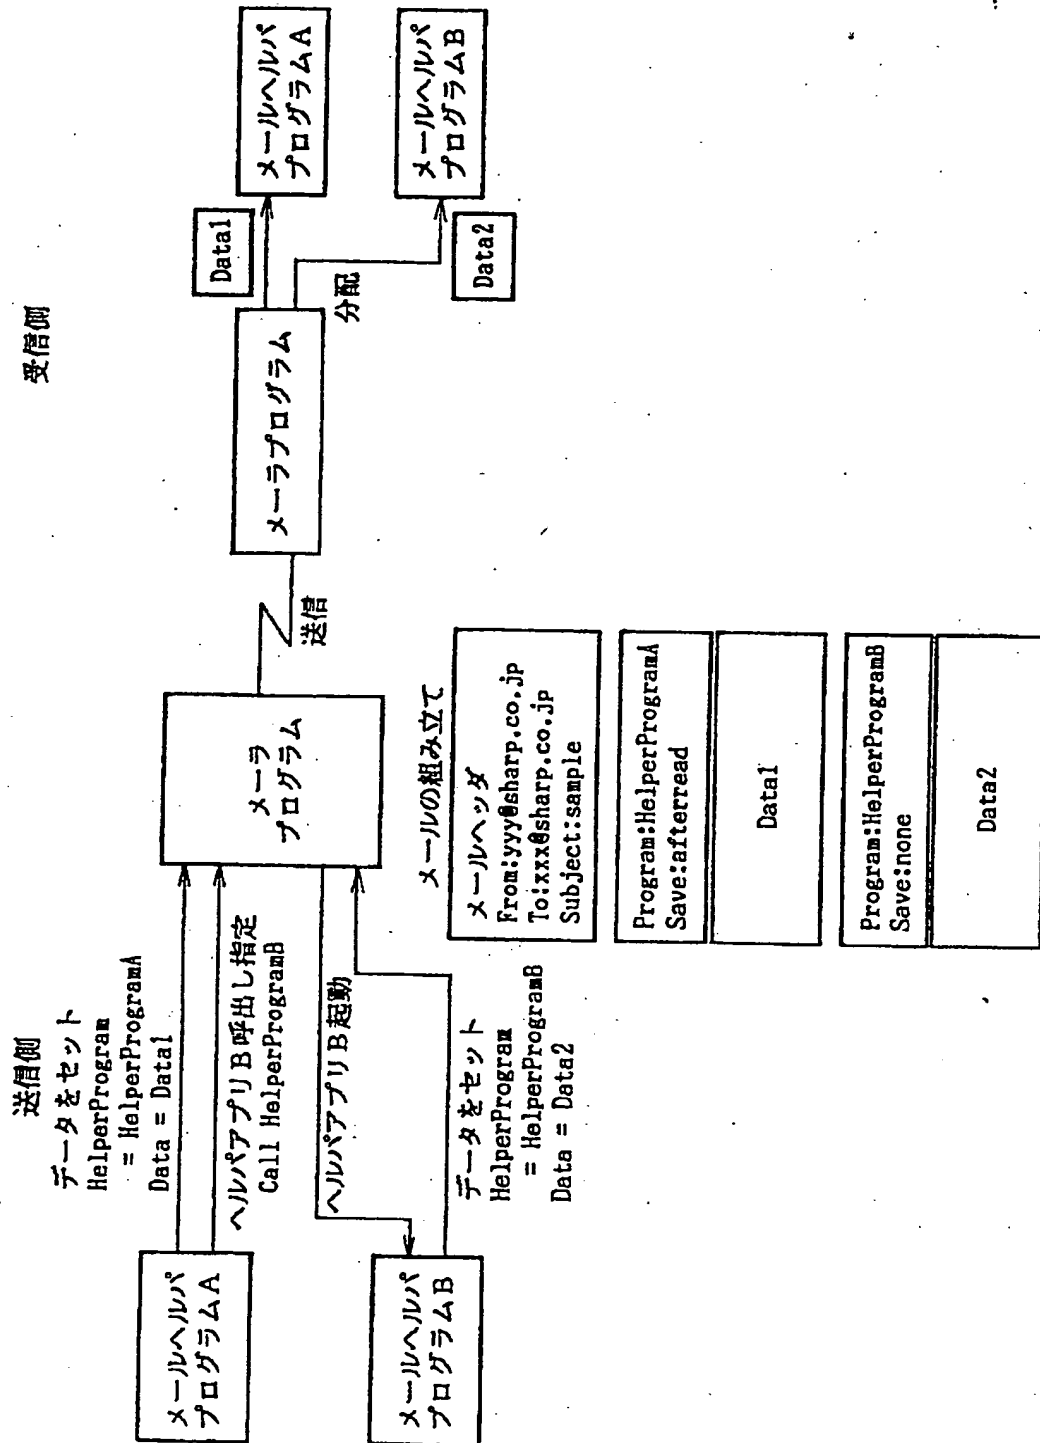 送信側
データをセット
HelperProgram
= HelperProgramA
Data = Data1
ヘルパアプリB呼出し指定
Call HelperProgramB
ヘルパアプリB起動
データをセット
HelperProgram
= HelperProgramB
Data = Data2
メールヘルパ
プログラムA
メールヘルパ
プログラムB
メーラ
プログラム
送信
メールの組み立て
メールヘッダ
From:yyy@sharp.co.jp
To:xxx@sharp.co.jp
Subject:sample
Program:HelperProgramA
Save:afterread
Data1
Program:HelperProgramB
Save:none
Data2
受信側
メーラプログラム
分配
Data1
Data2
メールヘルパ
プログラムA
メールヘルパ
プログラムB